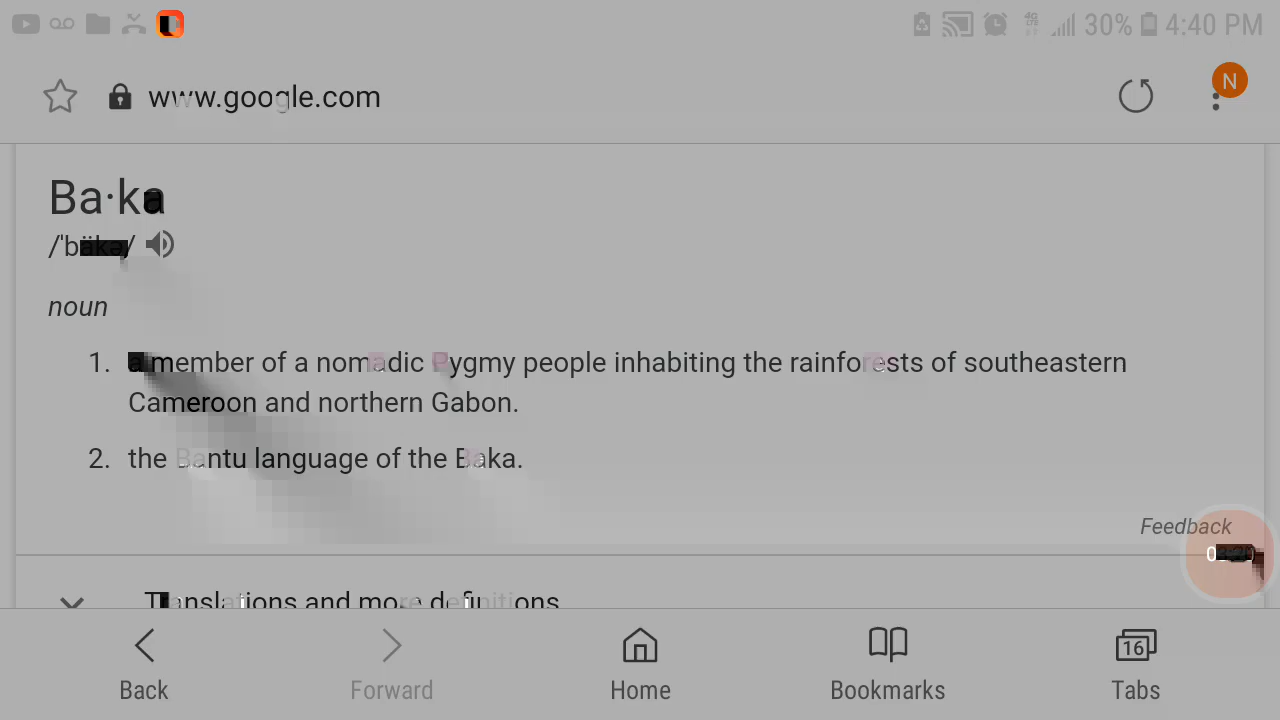 30% 4:40 PM
www.google.com
N
Ba·ka
noun
1. a member of a nomadic Pygmy people inhabiting the rainforests of southeastern
Cameroon and northern Gabon.
2. the Bantu language of the Baka.
Feedback
Translations and more definitions
16
Back Forward Home Bookmarks Tabs